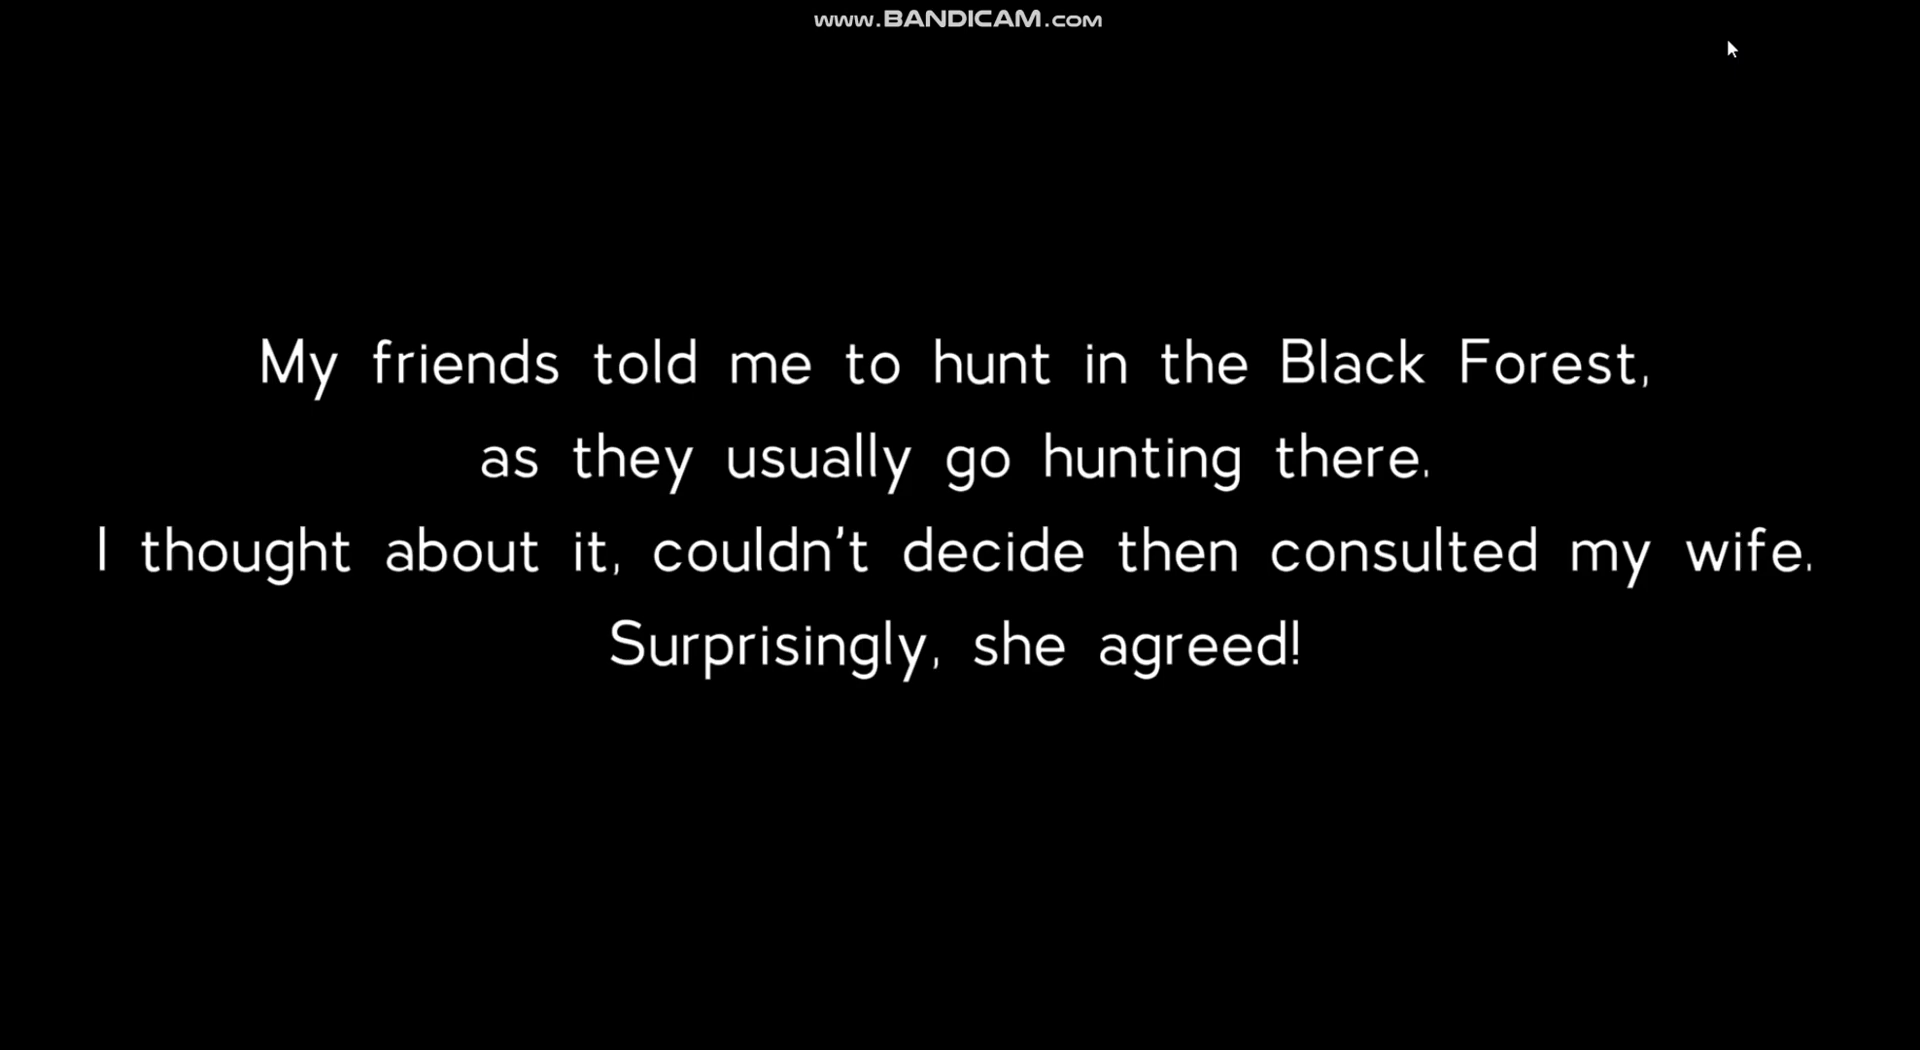 www.BANDICAM.com
My friends told me to hunt in the Black Forest,
as they usually go hunting there.
I thought about it, couldn't decide then consulted my wife.
Surprisingly, she agreed!